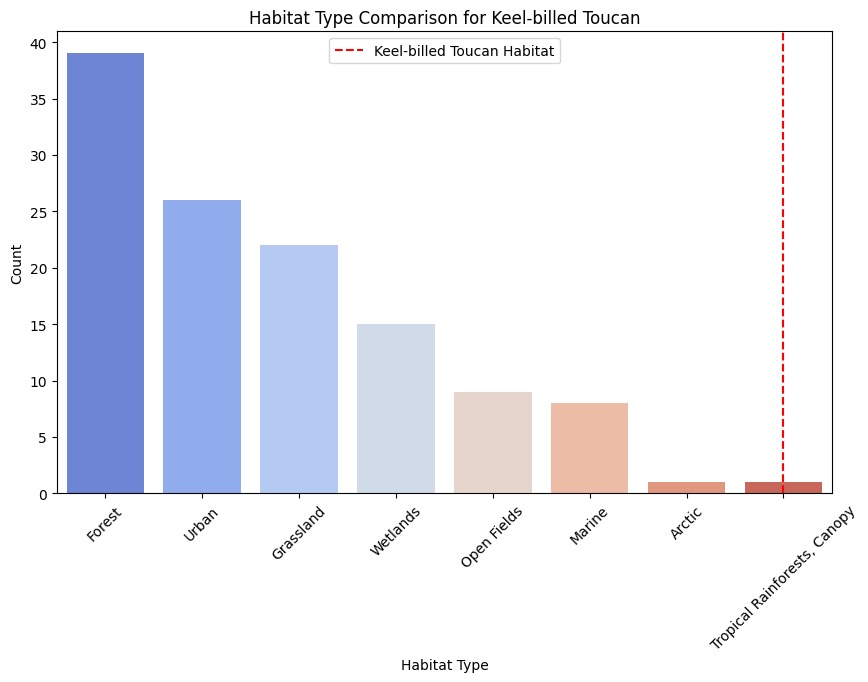 Habitat Type Comparison for Keel-billed Toucan
Keel-billed Toucan Habitat
Count
40
35
30
25
20
15
10
5
0
Forest
Urban
Grassland
Wetlands
Open Fields
Marine
Arctic
Tropical Rainforests, Canopy
Habitat Type